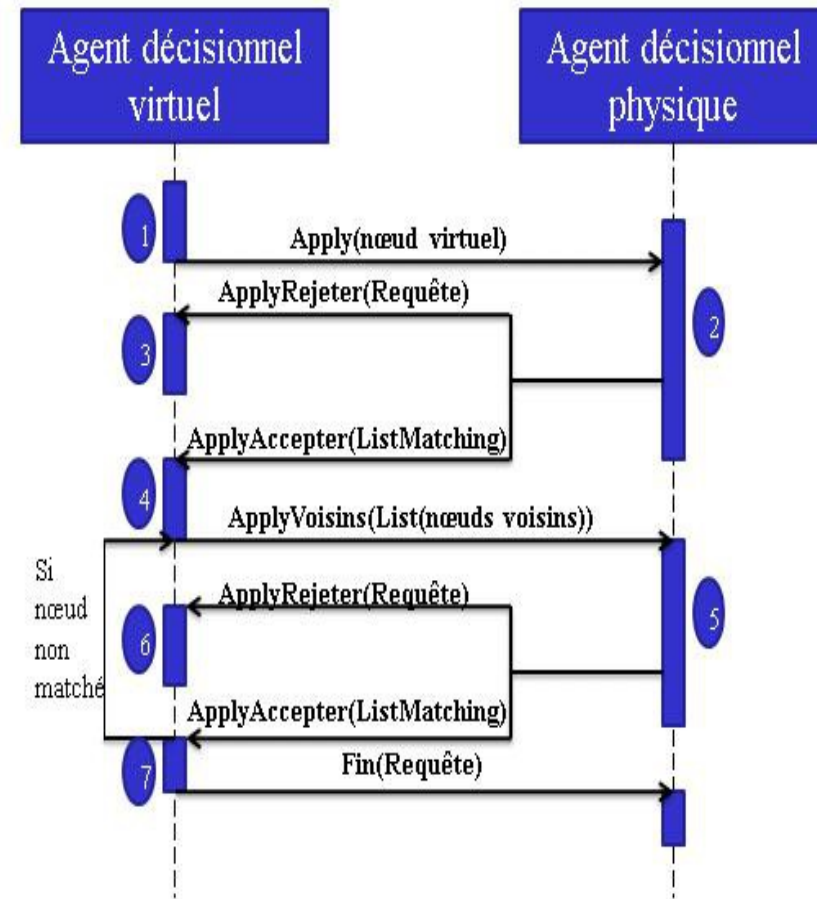 Agent décisionnel
virtuel
Agent décisionnel
physique
1
Apply(nœud virtuel)
ApplyRejeter(Requête)
2
3
ApplyAccepter(ListMatching)
4
ApplyVoisins(List(nœuds voisins))
Si
nœud
non
matché
ApplyRejeter(Requête)
5
6
ApplyAccepter(ListMatching)
7
Fin(Requête)